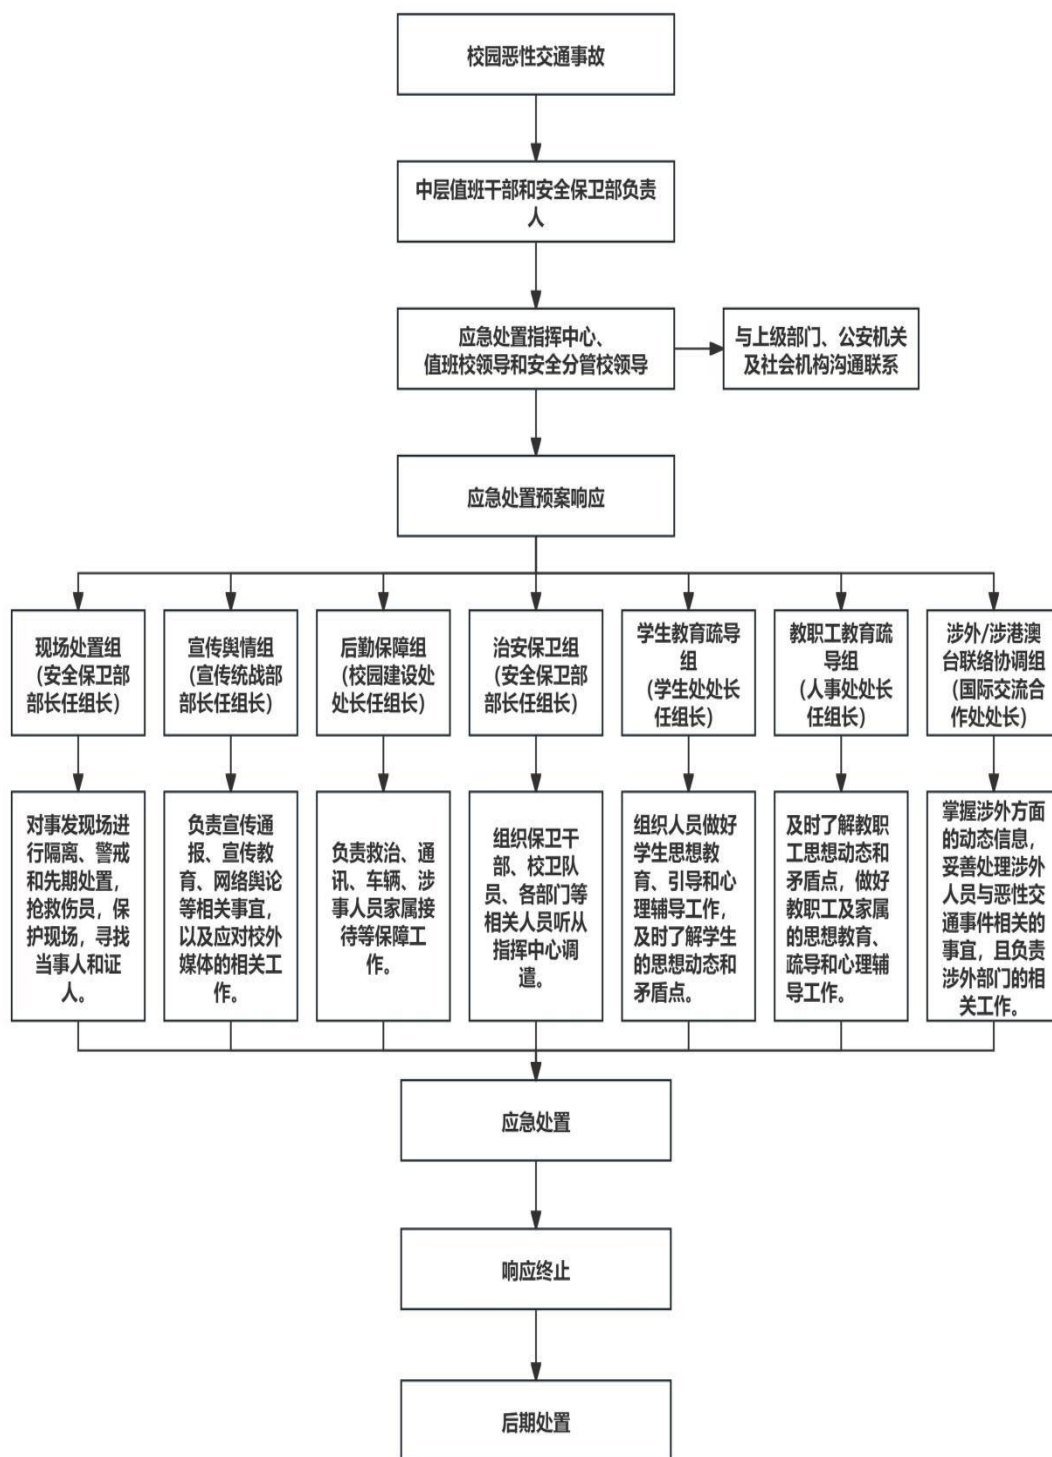 校园恶性交通事故
中层值班干部和安全保卫部负责
人
应急处置指挥中心、
值班校领导和安全分管校领导
与上级部门、公安机关
及社会机构沟通联系
应急处置预案响应
现场处置组
（安全保卫部
部长任组长）
宣传舆情组
（宣传统战部
部长任组长）
后勤保障组
（校园建设处
处长任组长）
治安保卫组
（安全保卫部
部长任组长）
学生教育疏导
组
（学生处处长
任组长）
教职工教育疏
导组
（人事处处长
任组长）
涉外/涉港澳
台联络协调组
（国际交流合
作处处长）
对事发现场进
行隔离、警戒
和先期处置，
抢救伤员，保
护现场，寻找
当事人和证
人。
负责宣传通
报、宣传教
育、网络舆论
等相关事宜，
以及应对校外
媒体的相关工
作。
负责救治、通
讯、车辆、涉
事人员家属接
待等保障工
作。
组织保卫干
部、校卫队
员、各部门等
相关人员听从
指挥中心调
遣。
组织人员做好
学生思想教
育、引导和心
理辅导工作，
及时了解学生
的思想动态和
矛盾点。
及时了解教职
工思想动态和
矛盾点，做好
教职工及家属
的思想教育、
疏导和心理辅
导工作。
掌握涉外方面
的动态信息，
妥善处理涉外
人员与恶性交
通事件相关的
事宜，且负责
涉外部门的相
关工作。
应急处置
响应终止
后期处置